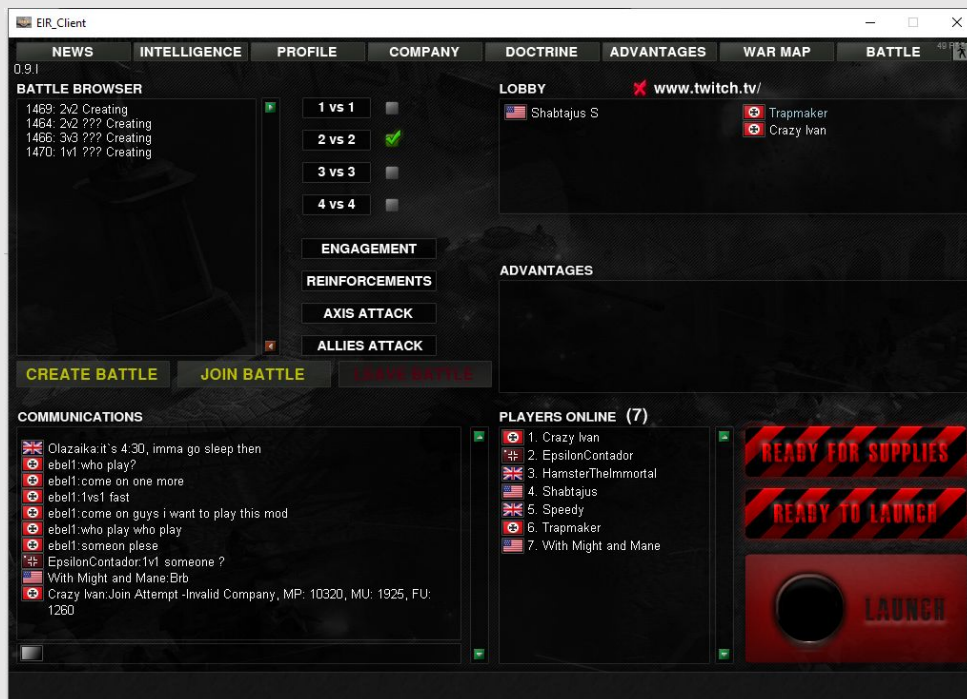 EIR_Client
NEWS INTELLIGENCE PROFILE COMPANY DOCTRINE ADVANTAGES WAR MAP BATTLE
0.9.I
BATTLE BROWSER
1469: 2v2 Creating
1464: 2v2 ??? Creating
1466: 3v3 ??? Creating
1470: 1v1 ??? Creating
1 vs 1
2 vs 2
3 vs 3
4 vs 4
ENGAGEMENT
REINFORCEMENTS
AXIS ATTACK
ALLIES ATTACK
CREATE BATTLE JOIN BATTLE LEAVE BATTLE
LOBBY www.twitch.tv/
Shabtajus S
Trapmaker
Crazy Ivan
ADVANTAGES
COMMUNICATIONS
Olazaika:it`s 4:30, imma go sleep then
ebel1:who play?
ebel1:come on one more
ebel1:1vs1 fast
ebel1:come on guys i want to play this mod
ebel1:who play who play
ebel1:someon plese
EpsilonContador:1v1 someone ?
With Might and Mane:Brb
Crazy Ivan:Join Attempt -Invalid Company, MP: 10320, MU: 1925, FU:
1260
PLAYERS ONLINE (7)
1. Crazy Ivan
2. EpsilonContador
3. HamsterTheImmortal
4. Shabtajus
5. Speedy
6. Trapmaker
7. With Might and Mane
READY FOR SUPPLIES
READY TO LAUNCH
LAUNCH